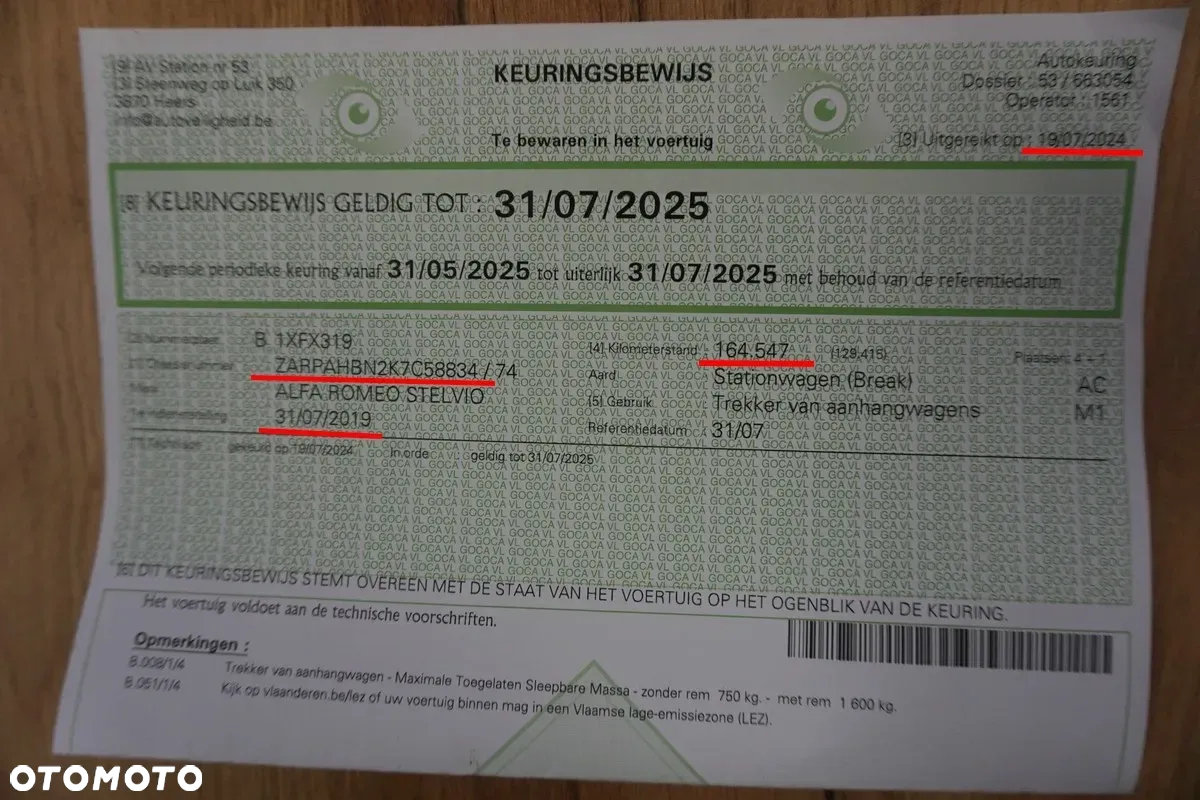 [9] AV Station nr 53
[3] Steenweg op Luik 350
3870 Heers
info@autoveiligheid.be
KEURINGSBEWIJS
Te bewaren in het voertuig
Autokeuring
Dossier : 53 / 663054
Operator : 1561
[3] Uitgereikt op : 19/07/2024
[8] KEURINGSBEWIJS GELDIG TOT : 31/07/2025
Volgende periodieke keuring vanaf 31/05/2025 tot uiterlijk 31/07/2025 met behoud van de referentiedatum
B 1XFX319
ZARPAHBN2K7C58834 / 74
ALFA ROMEO STELVIO
31/07/2019
[4] Kilometerstand 164.547 (129,415)
Aard Stationwagen (Break)
[5] Gebruik Trekker van aanhangwagens
Referentiedatum 31/07
Plaatsen: 4 + 1
AC
M1
gekeurd op 19/07/2024 In orde geldig tot 31/07/2025
[6] DIT KEURINGSBEWIJS STEMT OVEREEN MET DE STAAT VAN HET VOERTUIG OP HET OGENBLIK VAN DE KEURING.
Het voertuig voldoet aan de technische voorschriften.
Opmerkingen :
B.008/1/4 Trekker van aanhangwagen - Maximale Toegelaten Sleepbare Massa - zonder rem 750 kg. - met rem 1 600 kg.
B.051/1/4 Kijk op vlaanderen.be/lez of uw voertuig binnen mag in een Vlaamse lage-emissiezone (LEZ).
OTOMOTO